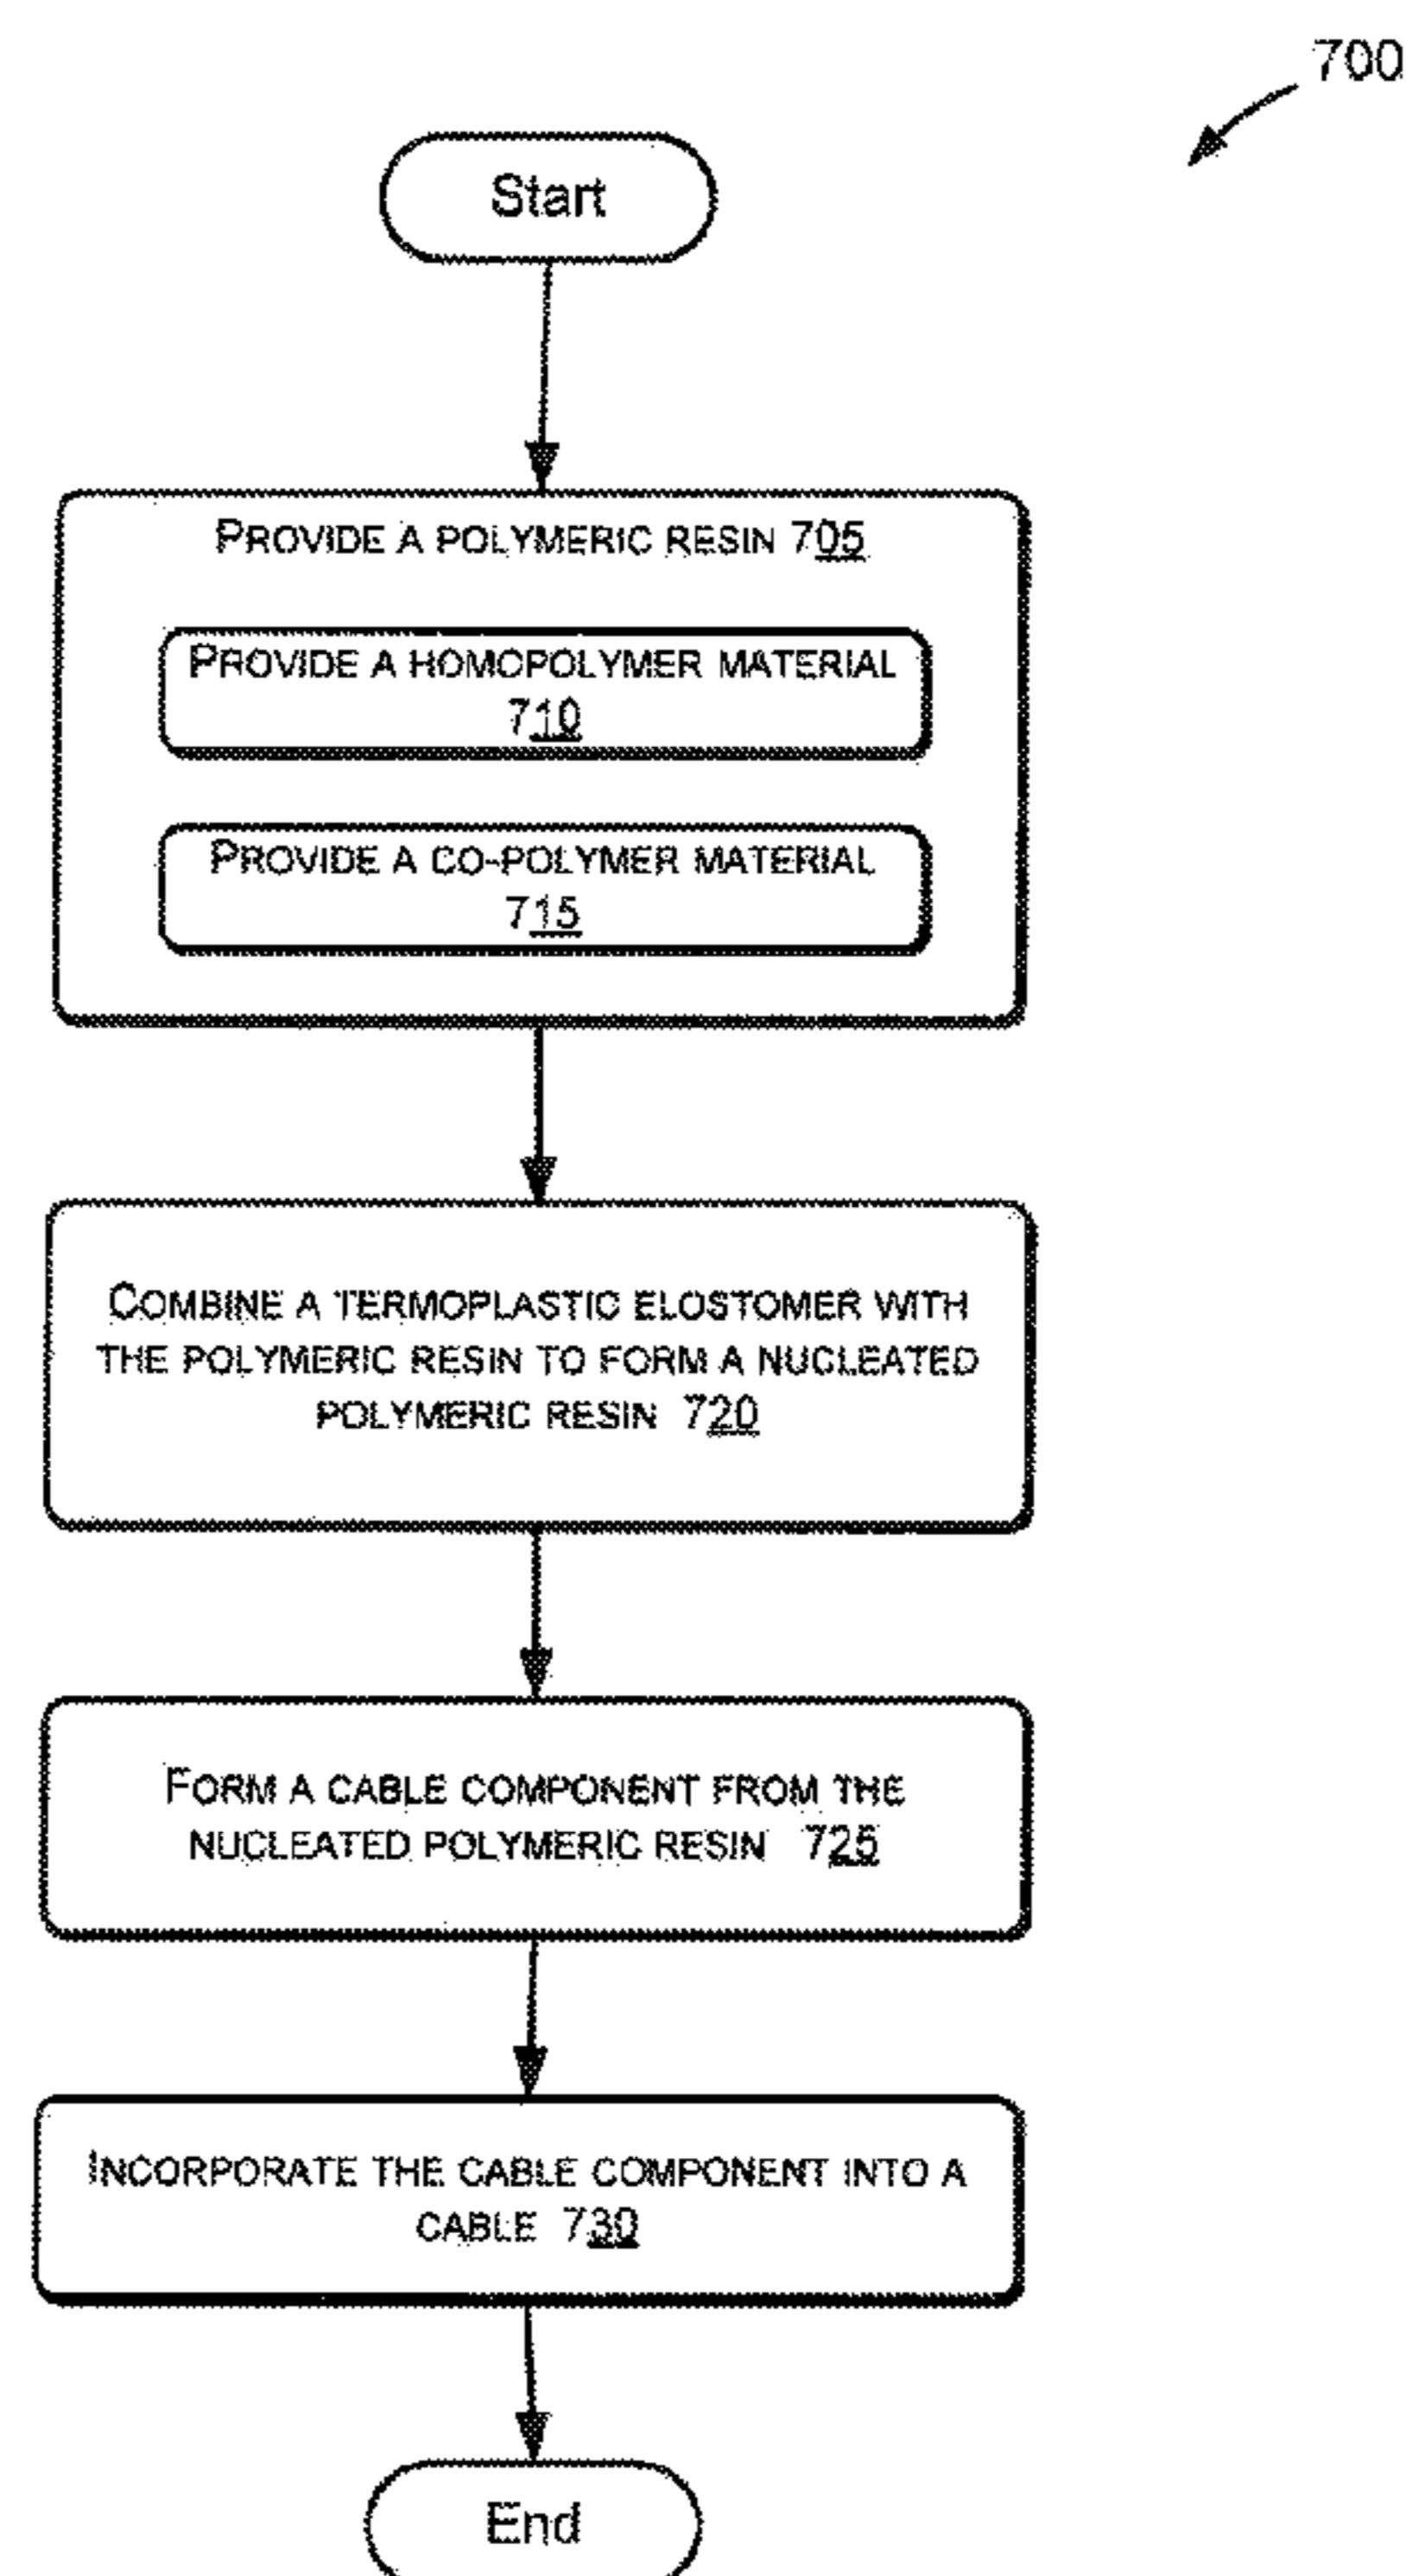 700
Start
PROVIDE A POLYMERIC RESIN 705
PROVIDE A HOMOPOLYMER MATERIAL
710
PROVIDE A CO-POLYMER MATERIAL
715
COMBINE A TERMOPLASTIC ELOSTOMER WITH
THE POLYMERIC RESIN TO FORM A NUCLEATED
POLYMERIC RESIN 720
FORM A CABLE COMPONENT FROM THE
NUCLEATED POLYMERIC RESIN 725
INCORPORATE THE CABLE COMPONENT INTO A
CABLE 730
End